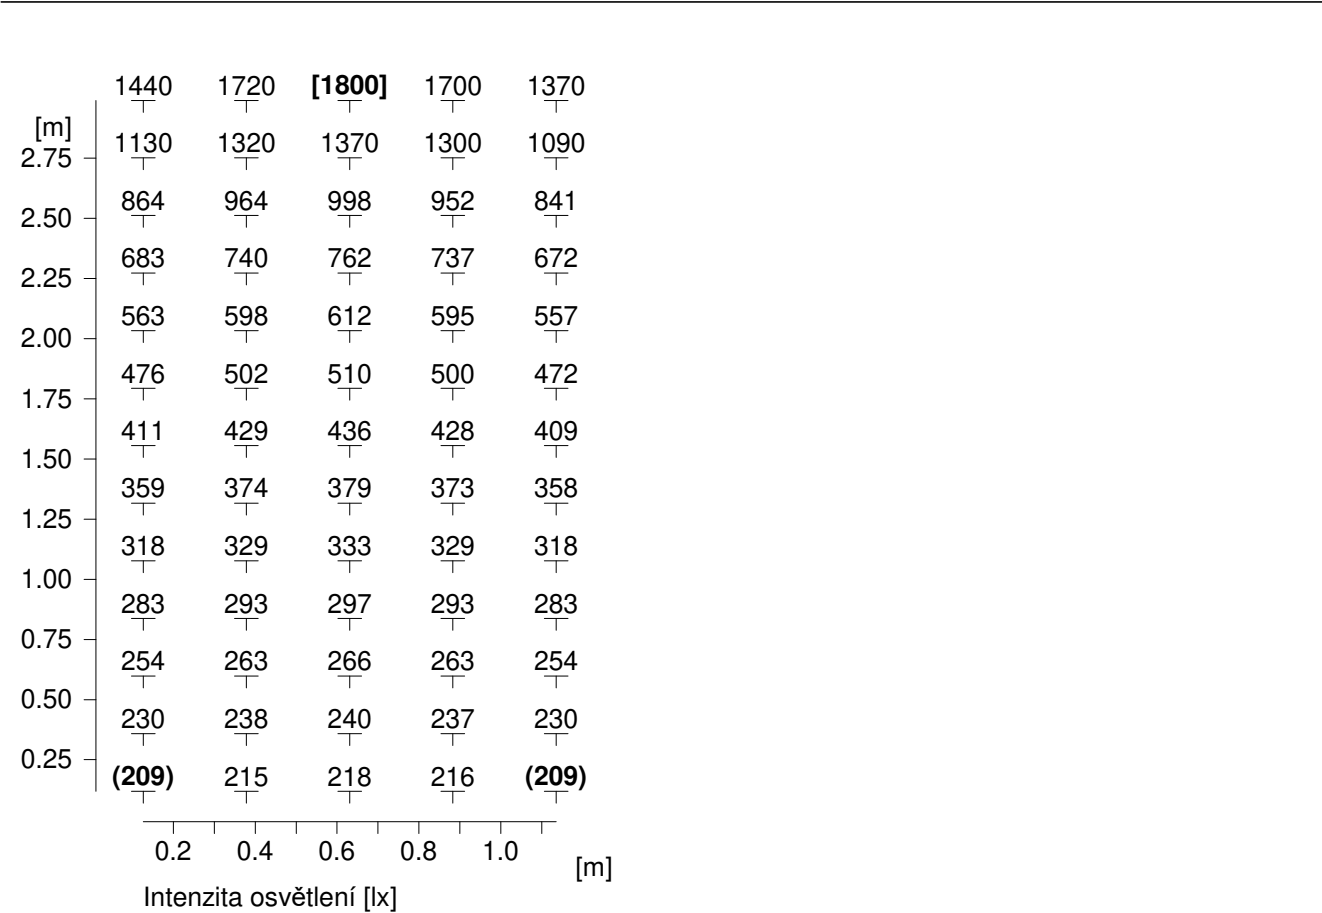 1440 1720 [1800] 1700 1370
[m]
1130 1320 1370 1300 1090
2.75
864 964 998 952 841
2.50
683 740 762 737 672
2.25
563 598 612 595 557
2.00
476 502 510 500 472
1.75
411 429 436 428 409
1.50
359 374 379 373 358
1.25
318 329 333 329 318
1.00
283 293 297 293 283
0.75
254 263 266 263 254
0.50
230 238 240 237 230
0.25
(209) 215 218 216 (209)
0.2 0.4 0.6 0.8 1.0
[m]
Intenzita osvětlení [lx]